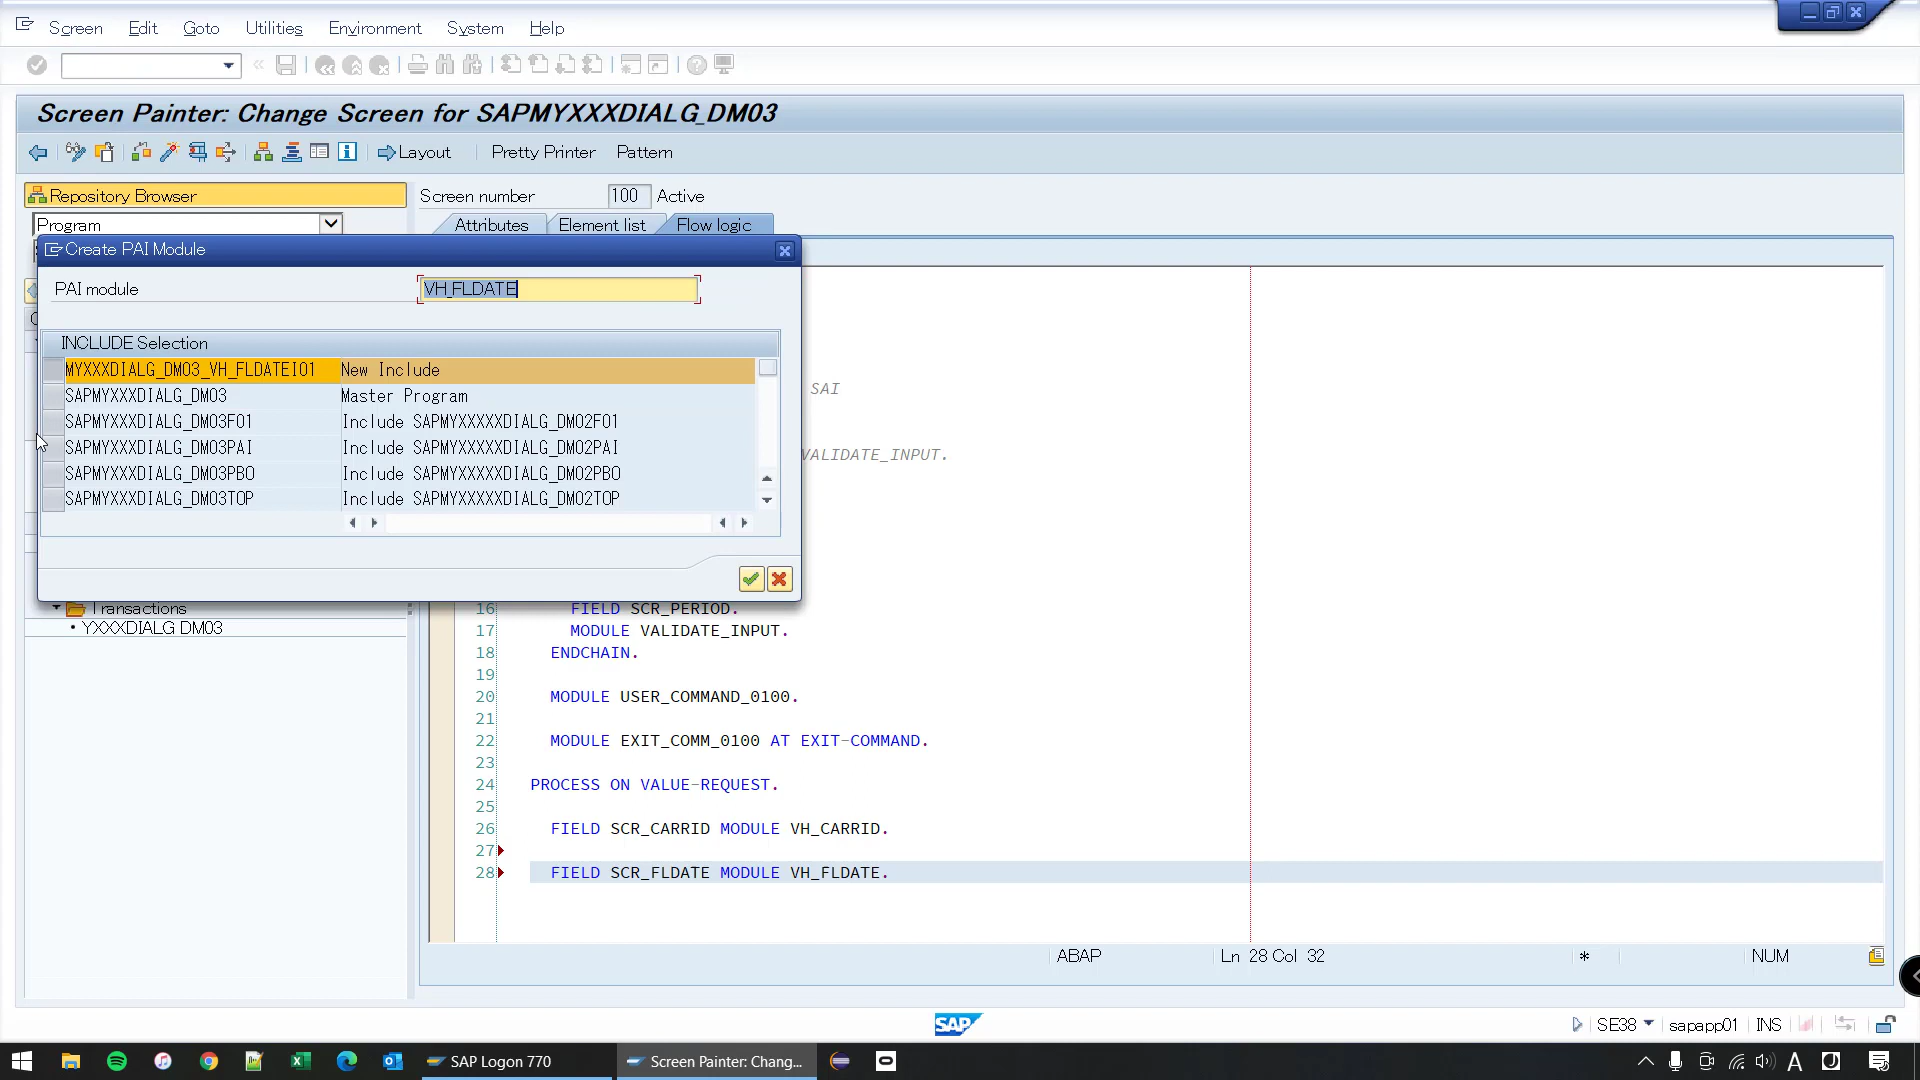 Screen Edit Goto Utilities Environment System Help
Screen Painter: Change Screen for SAPMYXXXDIALG_DM03
Layout Pretty Printer Pattern
Repository Browser
Program
Screen number 100 Active
Attributes Element list Flow logic
Create PAI Module
PAI module VH_FLDATE
INCLUDE Selection
MYXXXDIALG_DM03_VH_FLDATEI01 New Include
SAPMYXXXDIALG_DM03 Master Program
SAPMYXXXDIALG_DM03F01 Include SAPMYXXXXXDIALG_DM02F01
SAPMYXXXDIALG_DM03PAI Include SAPMYXXXXXDIALG_DM02PAI
SAPMYXXXDIALG_DM03PBO Include SAPMYXXXXXDIALG_DM02PBO
SAPMYXXXDIALG_DM03TOP Include SAPMYXXXXXDIALG_DM02TOP
SAI
VALIDATE_INPUT.
Transactions
YXXXDIALG DM03
16 FIELD SCR_PERIOD.
17 MODULE VALIDATE_INPUT.
18 ENDCHAIN.
19
20 MODULE USER_COMMAND_0100.
21
22 MODULE EXIT_COMM_0100 AT EXIT-COMMAND.
23
24 PROCESS ON VALUE-REQUEST.
25
26 FIELD SCR_CARRID MODULE VH_CARRID.
27
28 FIELD SCR_FLDATE MODULE VH_FLDATE.
ABAP Ln 28 Col 32 * NUM
SAP
SE38 sapapp01 INS
SAP Logon 770 Screen Painter: Chang... A